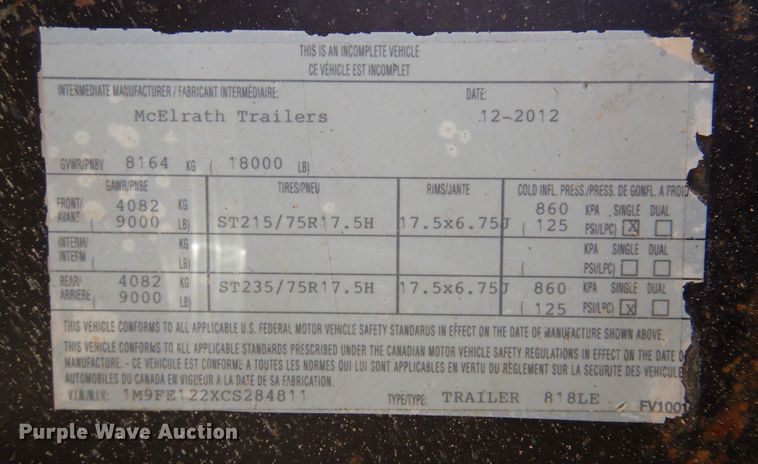 THIS IS AN INCOMPLETE VEHICLE
CE VÉHICLE EST INCOMPLET
INTERMEDIATE MANUFACTURER / FABRICANT INTERMÉDIAIRE: DATE:
McElrath Trailers 12-2012
GVWR/PNBV 8164 KG ( 18000 LB)
GAWR/PNBE TIRES/PNEU RIMS/JANTE COLD INFL. PRESS./PRESS. DE GONFL. A FROID
FRONT/ 4082 KG 860 KPA SINGLE DUAL
AVANT ( 9000 LB) ST215/75R17.5H 17.5x6.75J ( 125 PSI/LPC) X
INTERM/ KG KPA SINGLE DUAL
INTERM ( LB) ( PSI/LPC)
REAR/ 4082 KG ST235/75R17.5H 17.5x6.75J 860 KPA SINGLE DUAL
ARRIÈRE ( 9000 LB) ( 125 PSI/LPC) X
THIS VEHICLE CONFORMS TO ALL APPLICABLE U.S. FEDERAL MOTOR VEHICLE SAFETY STANDARDS IN EFFECT ON THE DATE OF MANUFACTURE SHOWN ABOVE.
THIS VEHICLE CONFORMS TO ALL APPLICABLE STANDARDS PRESCRIBED UNDER THE CANADIAN MOTOR VEHICLE SAFETY REGULATIONS IN EFFECT ON THE DATE O
MANUFACTURE. - CE VEHICULE EST CONFORME A TOUTES LES NORMES QUI LUI SONT APPLICABLES EN VERTU DU RÈGLEMENT SUR LA SÉCURITÉ DES VÉHICULE
AUTOMOBILES DU CANADA EN VIGUEUR A LA DATE DE SA FABRICATION.
V.I.N./N.I.V.: 1M9FE122XCS284811 TYPE/TYPE: TRAILER 818LE FV1001
Purple Wave Auction